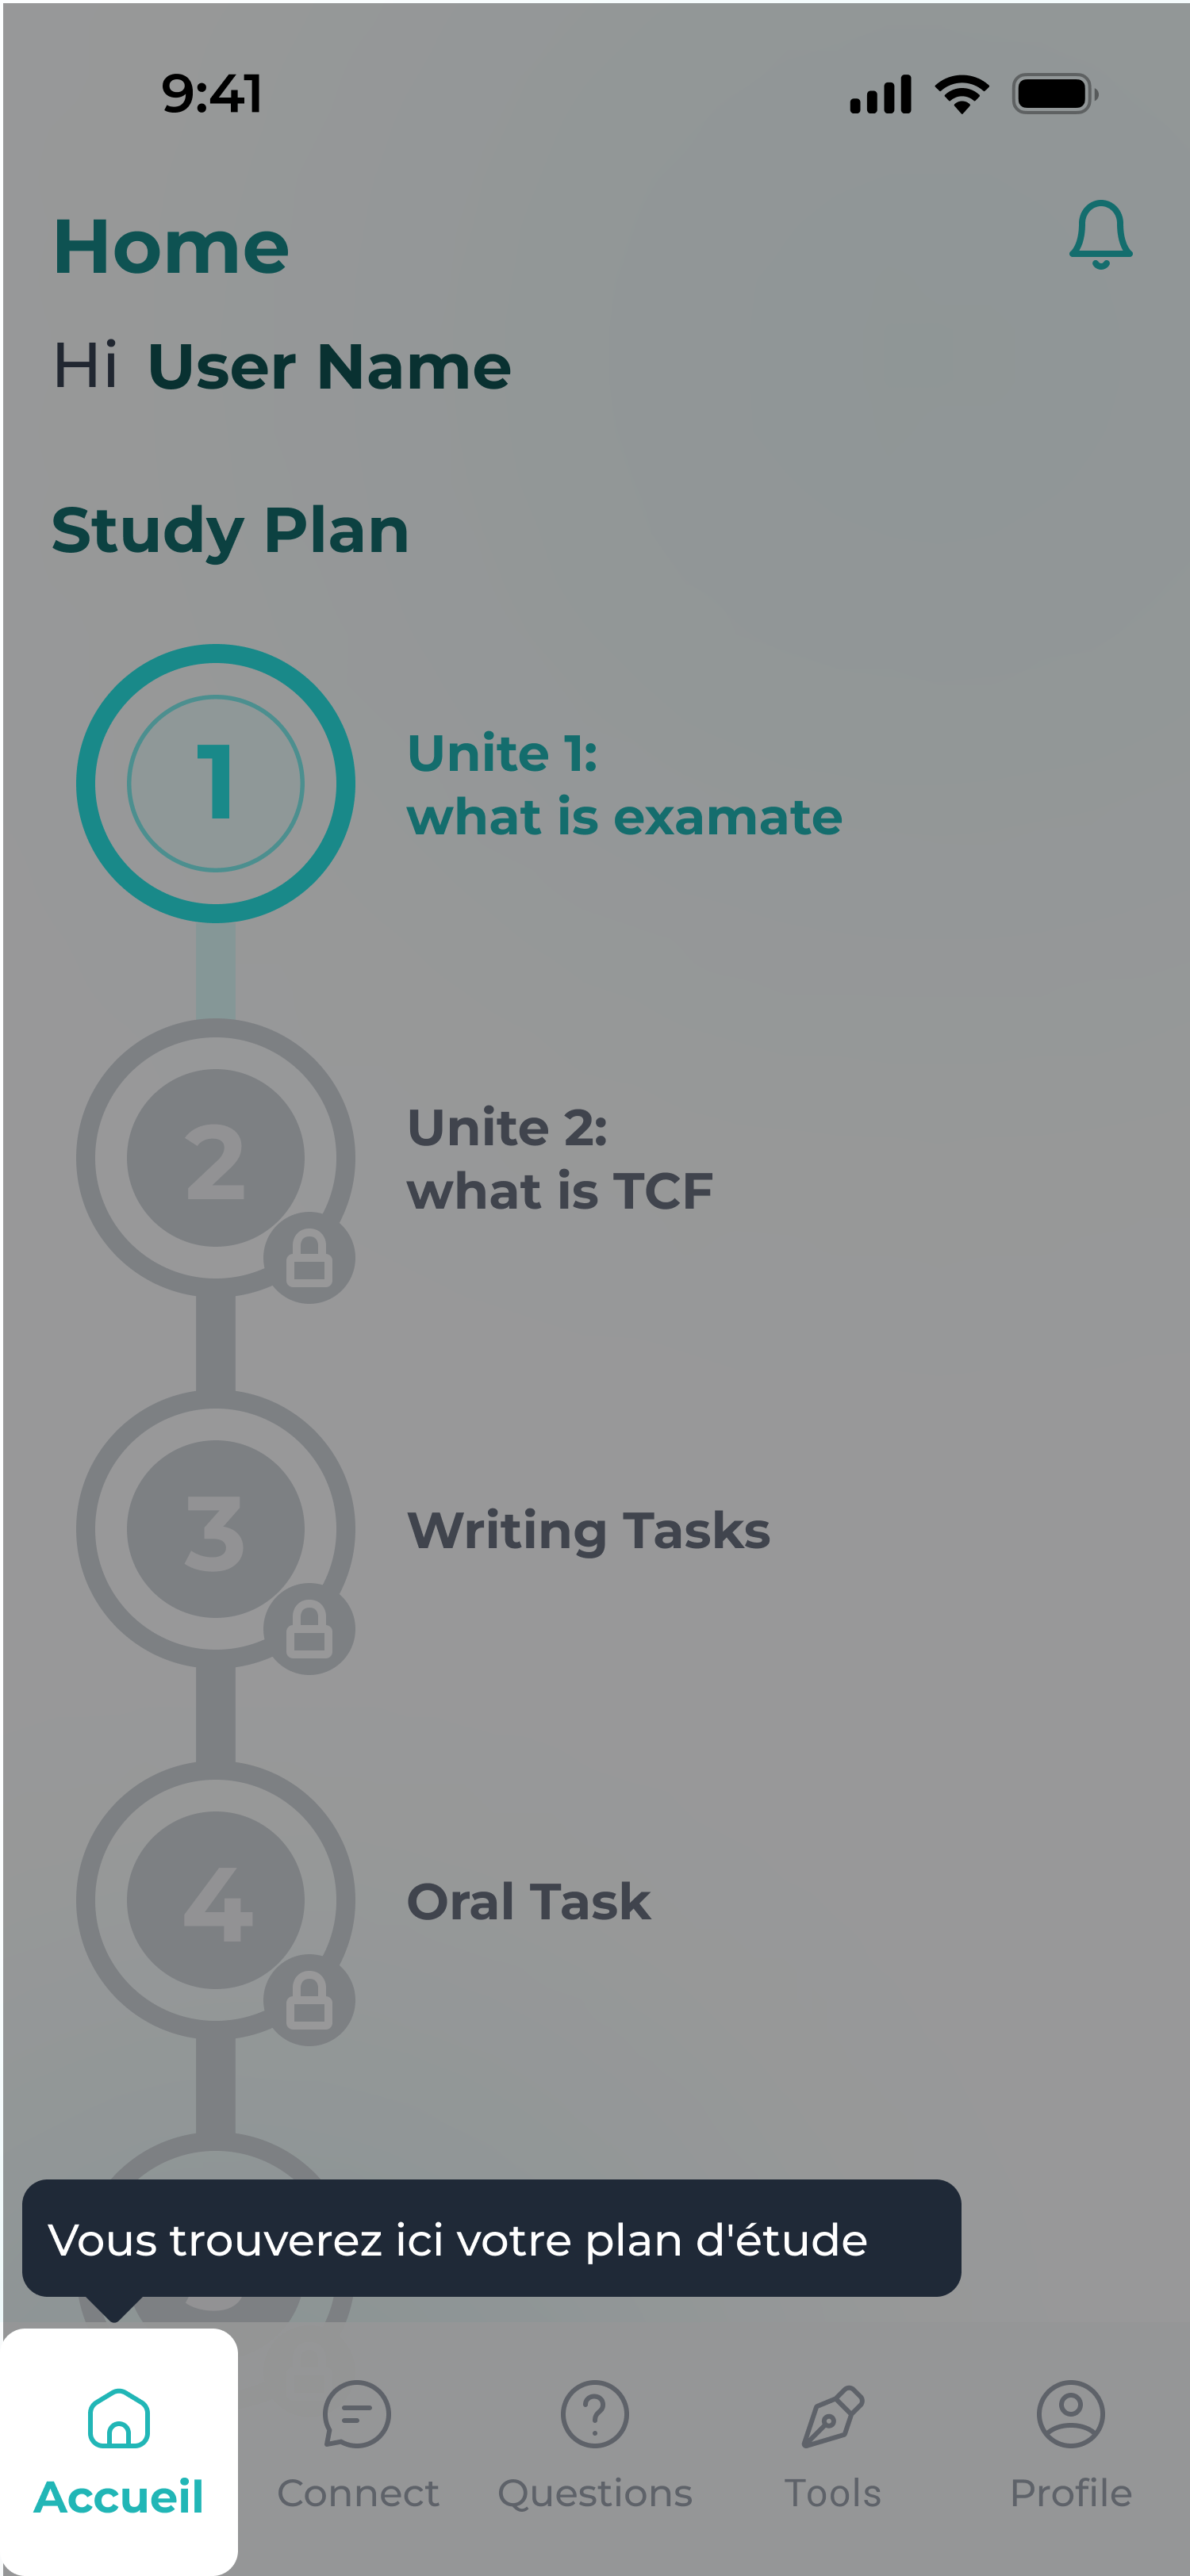 9:41
Home
Hi User Name
Study Plan
1
Unite 1:
what is examate
2
Unite 2:
what is TCF
3
Writing Tasks
4
Oral Task
Vous trouverez ici votre plan d'étude
Accueil
Connect
Questions
Tools
Profile